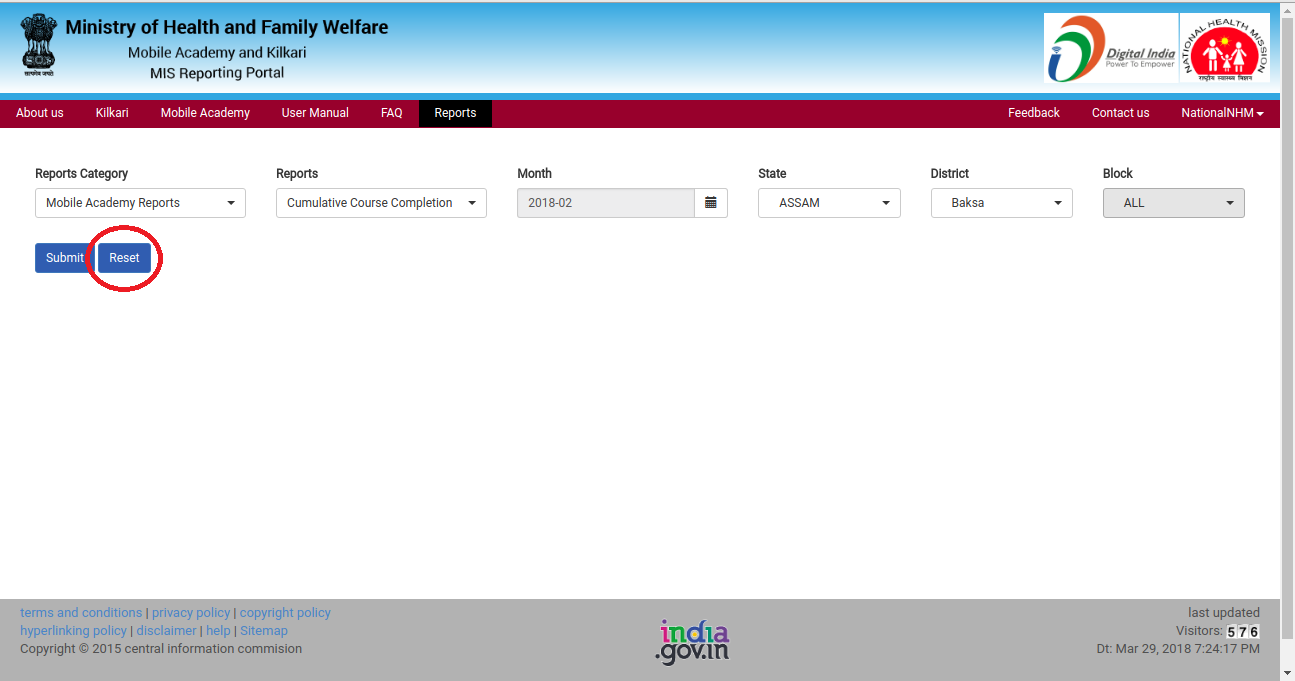 Ministry of Health and Family Welfare
Mobile Academy and Kilkari
MIS Reporting Portal
सत्यमेव जयते
Digital India
Power To Empower
NATIONAL HEALTH MISSION
राष्ट्रीय स्वास्थ्य मिशन
About us Kilkari Mobile Academy User Manual FAQ Reports Feedback Contact us NationalNHM
Reports Category Reports Month State District Block
Mobile Academy Reports Cumulative Course Completion 2018-02 ASSAM Baksa ALL
Submit Reset
terms and conditions | privacy policy | copyright policy
hyperlinking policy | disclaimer | help | Sitemap
Copyright © 2015 central information commision
india
.gov.in
last updated
Visitors: 576
Dt: Mar 29, 2018 7:24:17 PM